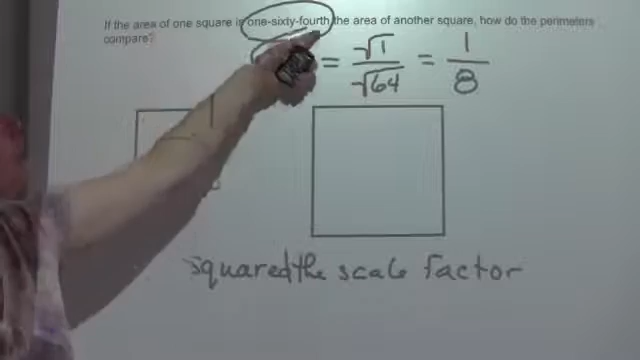 If the area of one square is one-sixty-fourth the area of another square, how do the perimeters
compare?
= √1/√64 = 1/8
squared the scale factor